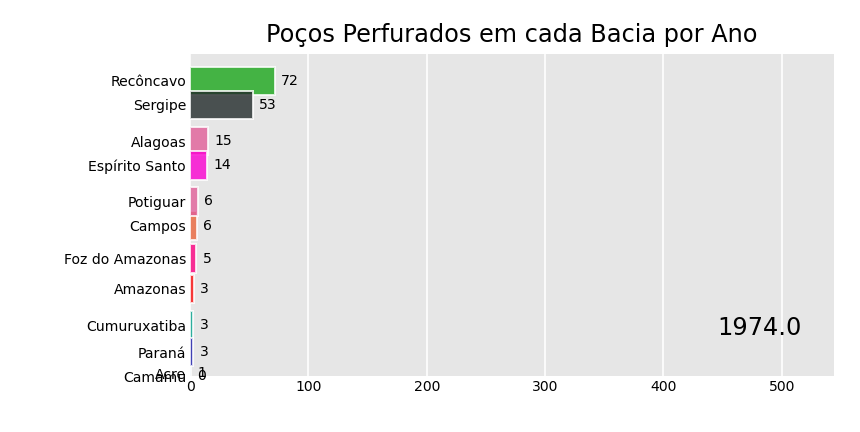 Poços Perfurados em cada Bacia por Ano
Recôncavo 72
Sergipe 53
Alagoas 15
Espírito Santo 14
Potiguar 6
Campos 6
Foz do Amazonas 5
Amazonas 3
Cumuruxatiba 3
1974.0
Paraná 3
Acre 1
Camamu 0
0 100 200 300 400 500